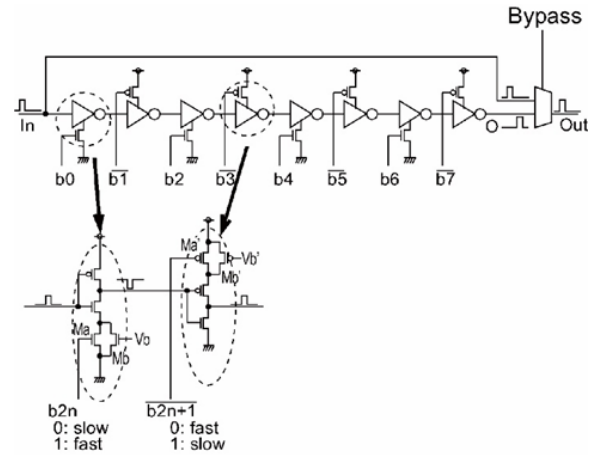 Bypass
In
O
Out
b0
b1
b2
b3
b4
b5
b6
b7
Ma'
Vb'
Mb'
Ma
Vb
Mb
b2n
b2n+1
0: slow
0: fast
1: fast
1: slow